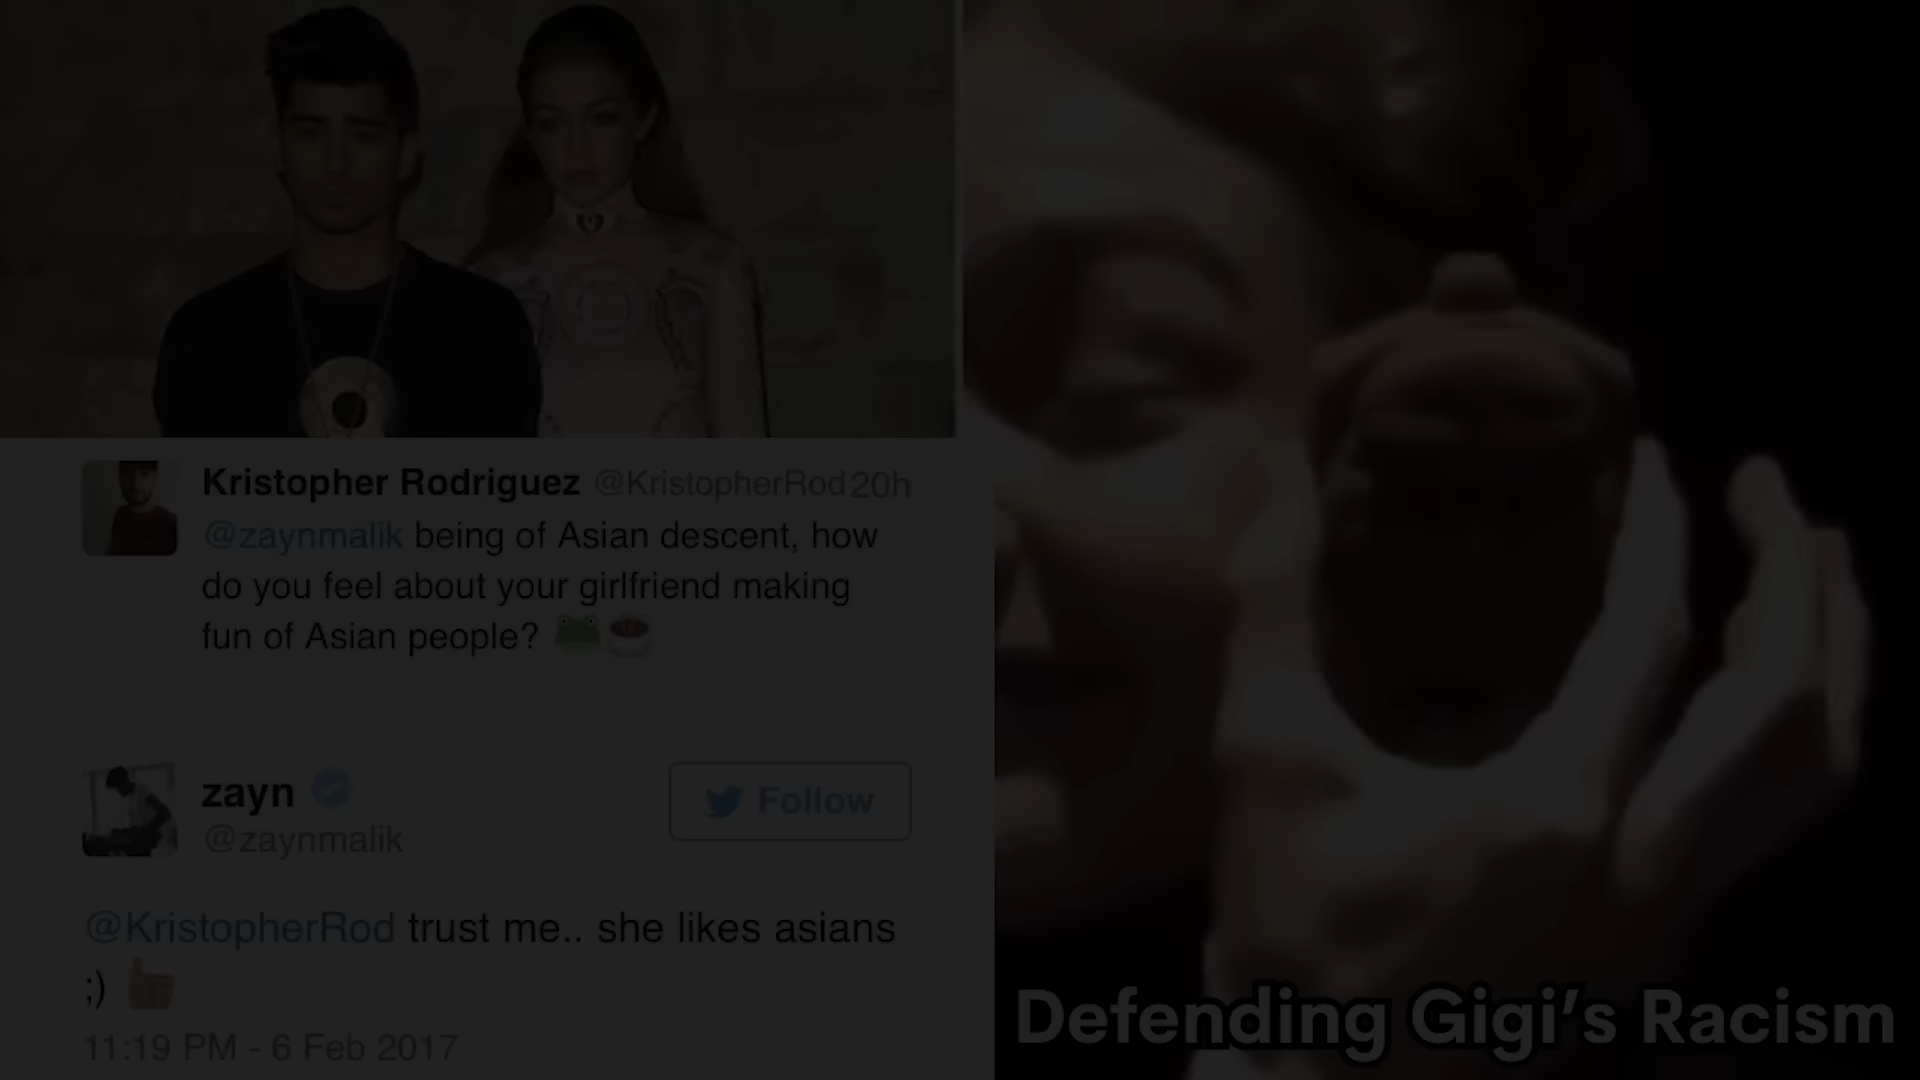 Kristopher Rodriguez @KristopherRod 20h
@zaynmalik being of Asian descent, how
do you feel about your girlfriend making
fun of Asian people? 🐸☕
zayn
Follow
@zaynmalik
@KristopherRod trust me.. she likes asians
;) 👍
11:19 PM - 6 Feb 2017
Defending Gigi's Racism